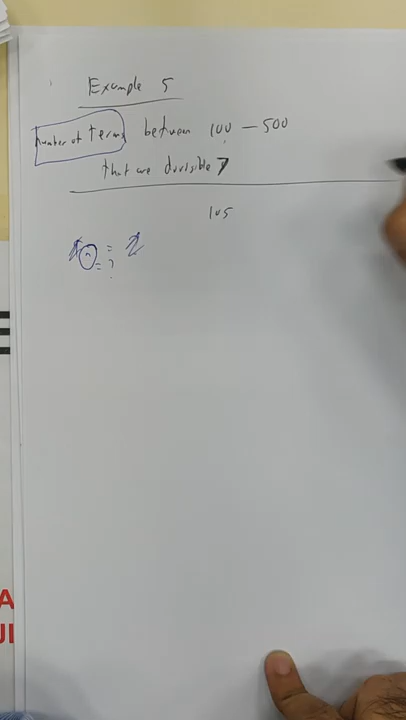 Example 5
number of terms between 100 - 500
that are divisible 7
105
n =
= ?